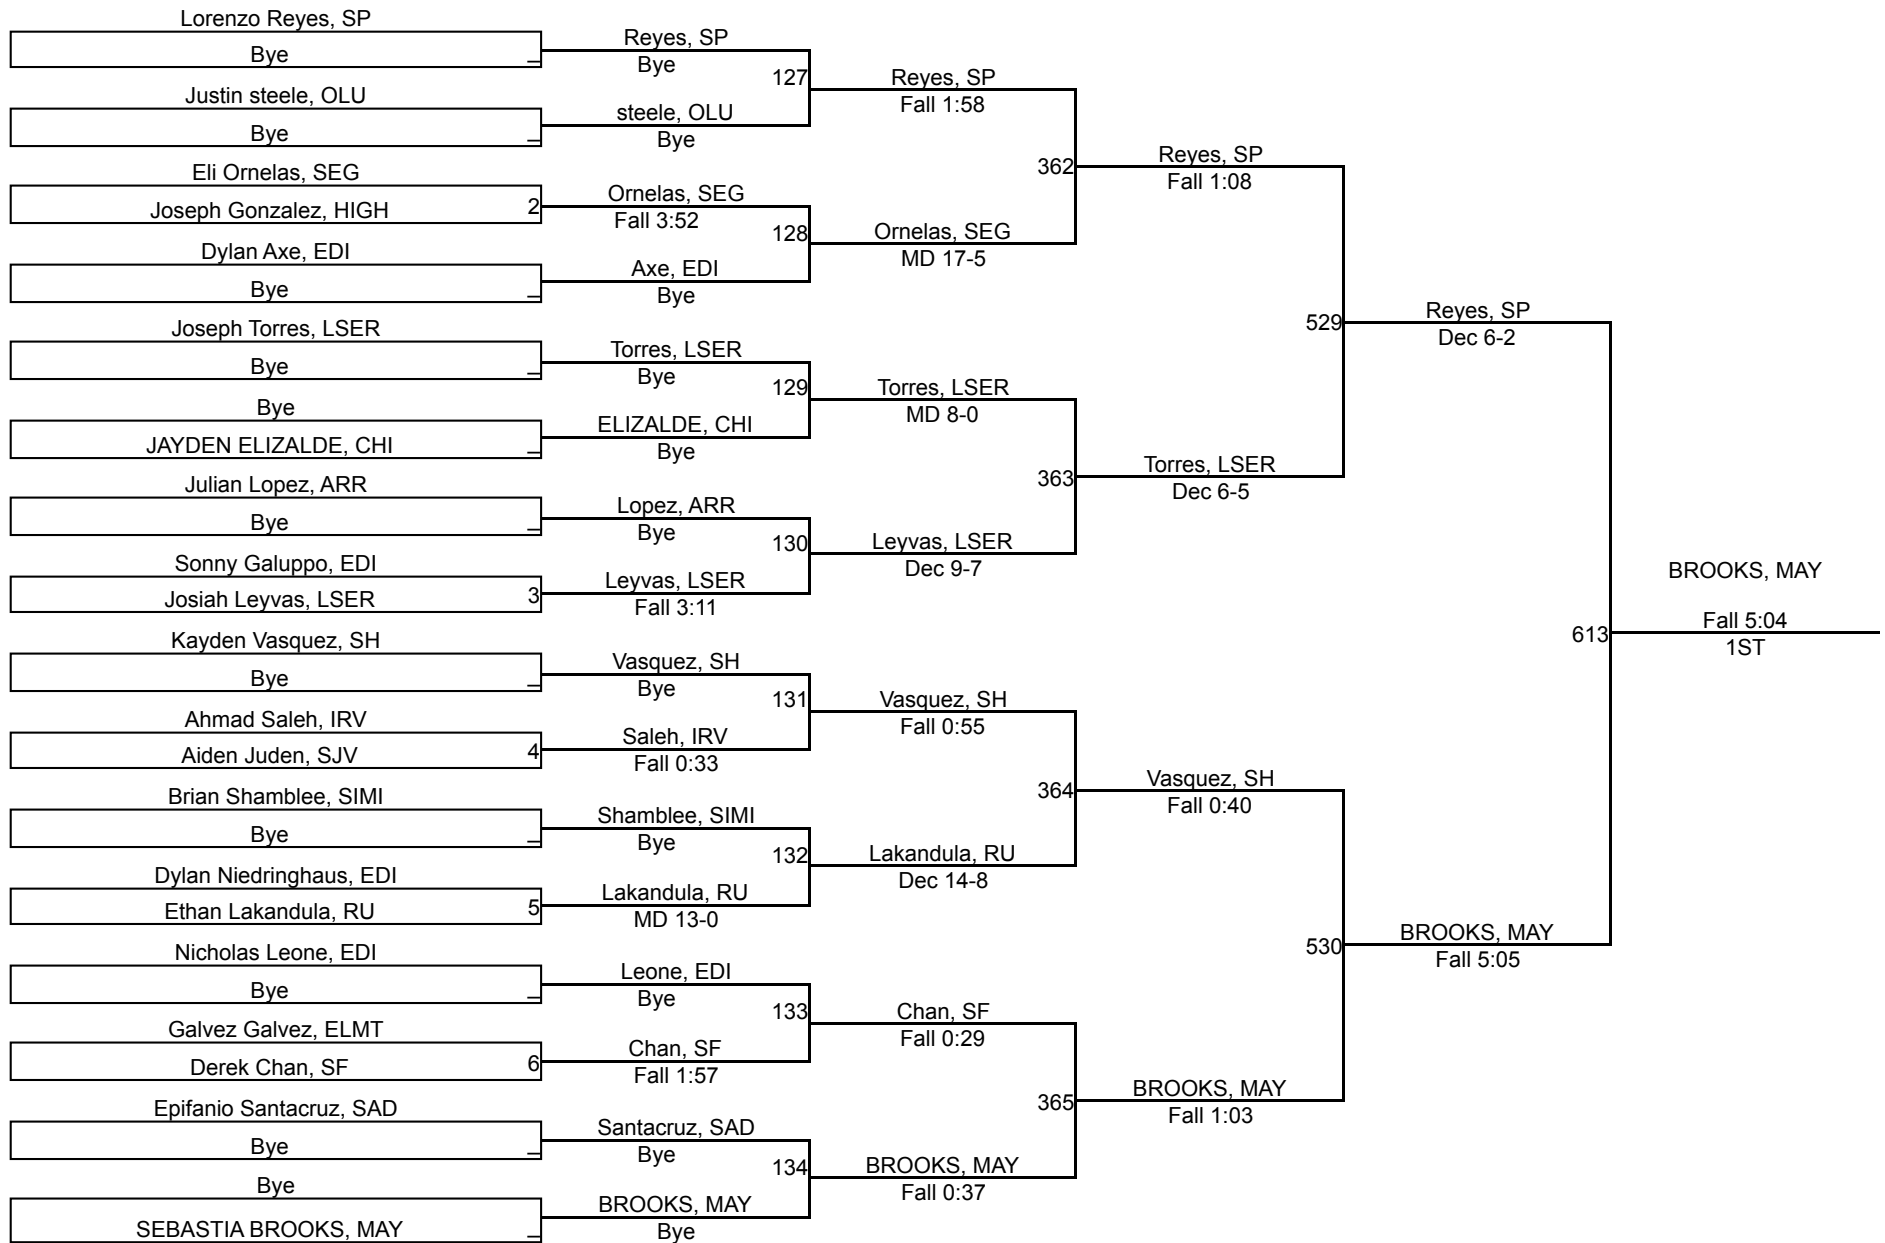 Lorenzo Reyes, SP
Bye
_
Justin steele, OLU
Bye
_
Eli Ornelas, SEG
Joseph Gonzalez, HIGH
2
Dylan Axe, EDI
Bye
_
Joseph Torres, LSER
Bye
_
Bye
JAYDEN ELIZALDE, CHI
_
Julian Lopez, ARR
Bye
_
Sonny Galuppo, EDI
Josiah Leyvas, LSER
3
Kayden Vasquez, SH
Bye
_
Ahmad Saleh, IRV
Aiden Juden, SJV
4
Brian Shamblee, SIMI
Bye
_
Dylan Niedringhaus, EDI
Ethan Lakandula, RU
5
Nicholas Leone, EDI
Bye
_
Galvez Galvez, ELMT
Derek Chan, SF
6
Epifanio Santacruz, SAD
Bye
_
Bye
SEBASTIA BROOKS, MAY
_
Reyes, SP
Bye
127
steele, OLU
Bye
Ornelas, SEG
Fall 3:52
128
Axe, EDI
Bye
Torres, LSER
Bye
129
ELIZALDE, CHI
Bye
Lopez, ARR
Bye
130
Leyvas, LSER
Fall 3:11
Vasquez, SH
Bye
131
Saleh, IRV
Fall 0:33
Shamblee, SIMI
Bye
132
Lakandula, RU
MD 13-0
Leone, EDI
Bye
133
Chan, SF
Fall 1:57
Santacruz, SAD
Bye
134
BROOKS, MAY
Bye
Reyes, SP
Fall 1:58
362
Ornelas, SEG
MD 17-5
Torres, LSER
MD 8-0
363
Leyvas, LSER
Dec 9-7
Vasquez, SH
Fall 0:55
364
Lakandula, RU
Dec 14-8
Chan, SF
Fall 0:29
365
BROOKS, MAY
Fall 0:37
Reyes, SP
Fall 1:08
529
Torres, LSER
Dec 6-5
Vasquez, SH
Fall 0:40
530
BROOKS, MAY
Fall 1:03
Reyes, SP
Dec 6-2
613
BROOKS, MAY
Fall 5:05
BROOKS, MAY
Fall 5:04
1ST